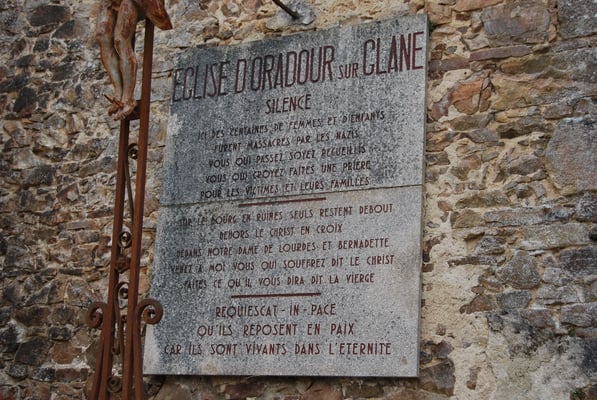 EGLISE D'ORADOUR SUR GLANE
SILENCE
ICI DES CENTAINES DE FEMMES ET D'ENFANTS
FURENT MASSACRES PAR LES NAZIS
VOUS QUI PASSEZ SOYEZ RECUEILLIS
VOUS QUI CROYEZ FAITES UNE PRIERE
POUR LES VICTIMES ET LEURS FAMILLES
SUR LE BOURG EN RUINES SEULS RESTENT DEBOUT
DEHORS LE CHRIST EN CROIX
DEDANS NOTRE DAME DE LOURDES ET BERNADETTE
VENEZ A MOI VOUS QUI SOUFFREZ DIT LE CHRIST
FAITES CE QU'IL VOUS DIRA DIT LA VIERGE
REQUIESCAT-IN-PACE
QU'ILS REPOSENT EN PAIX
CAR ILS SONT VIVANTS DANS L'ETERNITE